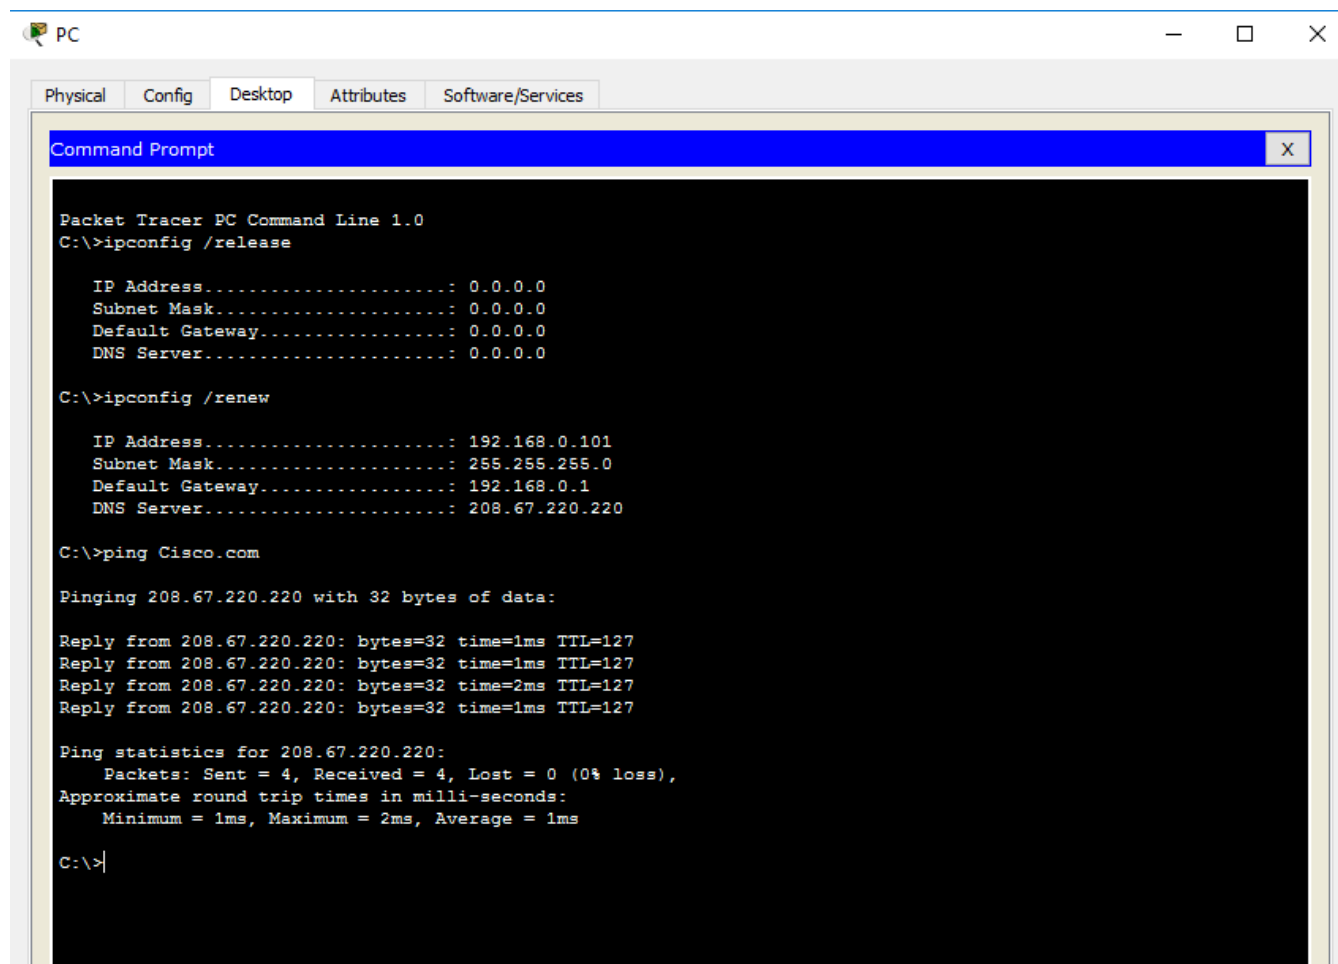 PC
Physical Config Desktop Attributes Software/Services
Command Prompt X
Packet Tracer PC Command Line 1.0
C:\>ipconfig /release
IP Address......................: 0.0.0.0
Subnet Mask.....................: 0.0.0.0
Default Gateway.................: 0.0.0.0
DNS Server......................: 0.0.0.0
C:\>ipconfig /renew
IP Address......................: 192.168.0.101
Subnet Mask.....................: 255.255.255.0
Default Gateway.................: 192.168.0.1
DNS Server......................: 208.67.220.220
C:\>ping Cisco.com
Pinging 208.67.220.220 with 32 bytes of data:
Reply from 208.67.220.220: bytes=32 time=1ms TTL=127
Reply from 208.67.220.220: bytes=32 time=1ms TTL=127
Reply from 208.67.220.220: bytes=32 time=2ms TTL=127
Reply from 208.67.220.220: bytes=32 time=1ms TTL=127
Ping statistics for 208.67.220.220:
Packets: Sent = 4, Received = 4, Lost = 0 (0% loss),
Approximate round trip times in milli-seconds:
Minimum = 1ms, Maximum = 2ms, Average = 1ms
C:\>